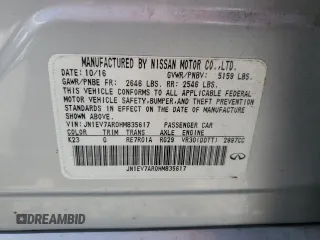 MANUFACTURED BY NISSAN MOTOR CO.,LTD.
DATE: 10/16 GVWR/PNBV: 5159 LBS.
GAWR/PNBE FR: 2646 LBS. RR: 2546 LBS.
THIS VEHICLE CONFORMS TO ALL APPLICABLE FEDERAL
MOTOR VEHICLE SAFETY,BUMPER,AND THEFT PREVENTION
STANDARDS IN EFFECT ON THE DATE OF MANUFACTURE
SHOWN ABOVE.
VIN: JN1EV7AR0HM835617 PASSENGER CAR
COLOR TRIM TRANS AXLE ENGINE
K23 G RE7R01A RG29 VR30(DDTT) 2997CC
JN1EV7AR0HM835617
DREAMBID